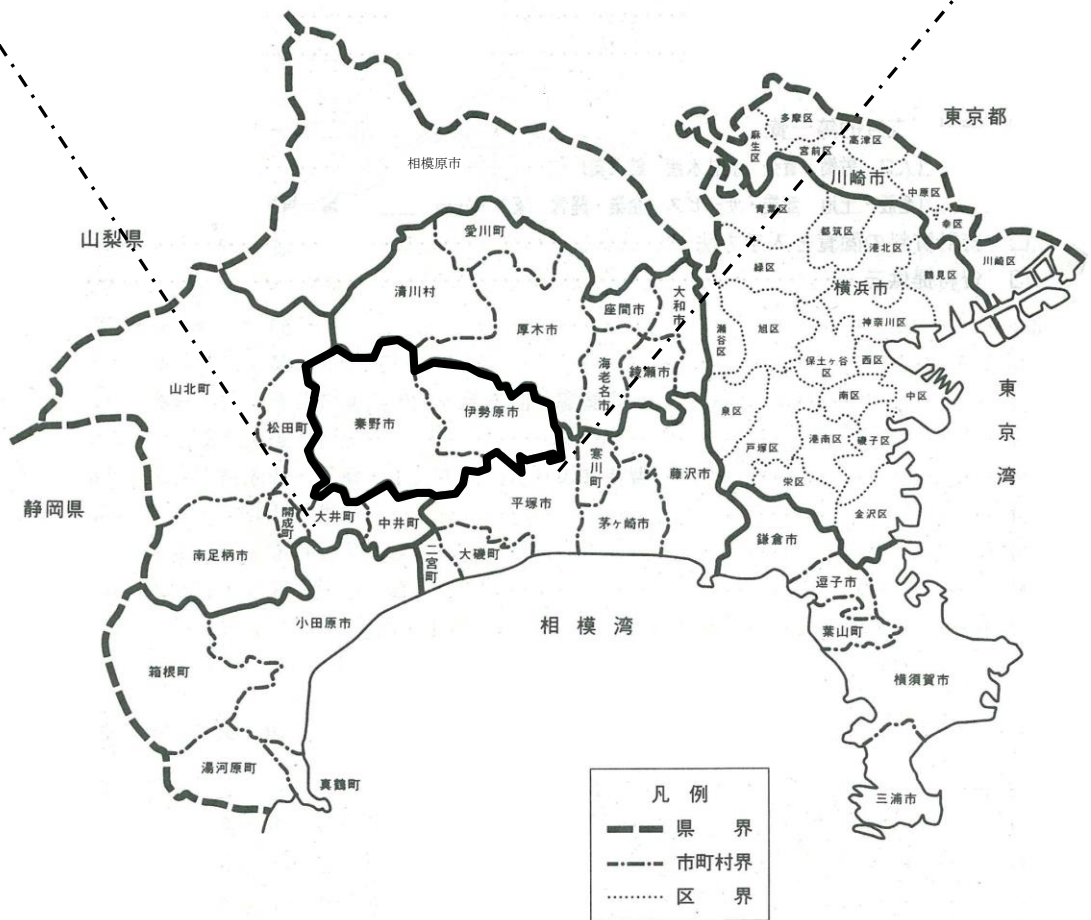 東京都
多摩区
麻生区
宮前区
高津区
川崎市
中原区
幸区
川崎区
相模原市
山梨県
愛川町
清川村
青葉区
都筑区
港北区
緑区
鶴見区
横浜市
座間市
大和市
厚木市
瀬谷区
旭区
神奈川区
保土ヶ谷区
西区
海老名市
綾瀬市
山北町
松田町
秦野市
伊勢原市
南区
中区
泉区
戸塚区
港南区
磯子区
東京湾
寒川町
藤沢市
栄区
金沢区
静岡県
開成町
大井町
中井町
平塚市
茅ヶ崎市
南足柄市
二宮町
大磯町
鎌倉市
逗子市
小田原市
相模湾
葉山町
箱根町
横須賀市
湯河原町
真鶴町
三浦市
凡例
県界
市町村界
区界